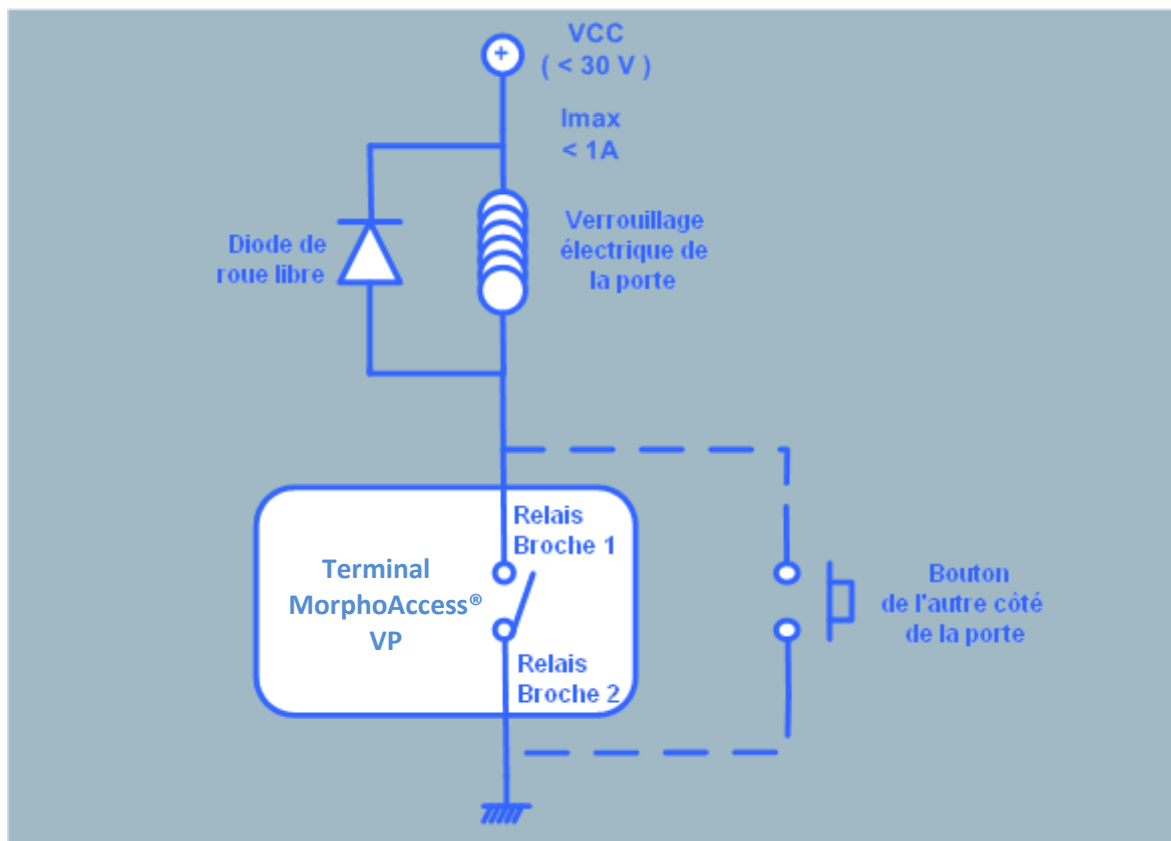 VCC
( < 30 V )
Imax
< 1A
Diode de
roue libre
Verrouillage
électrique de
la porte
Relais
Broche 1
Terminal
MorphoAccess®
VP
Relais
Broche 2
Bouton
de l'autre côté
de la porte